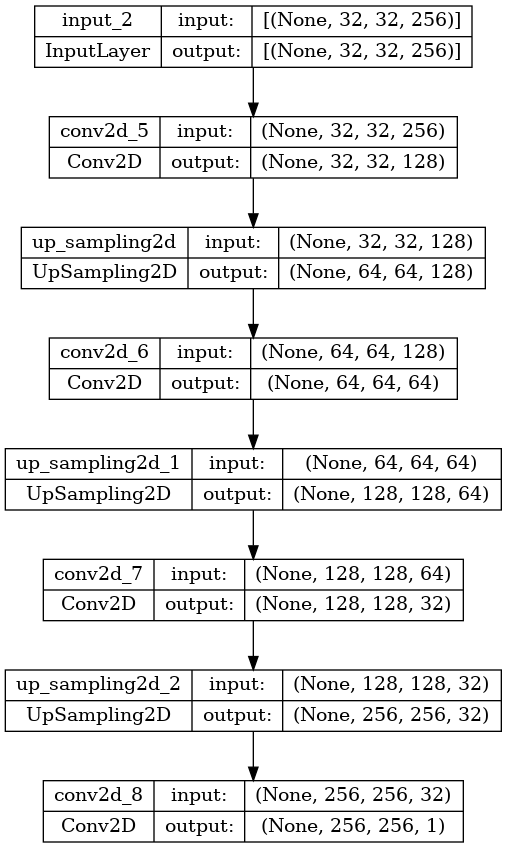 input_2 input: [(None, 32, 32, 256)]
InputLayer output: [(None, 32, 32, 256)]
conv2d_5 input: (None, 32, 32, 256)
Conv2D output: (None, 32, 32, 128)
up_sampling2d input: (None, 32, 32, 128)
UpSampling2D output: (None, 64, 64, 128)
conv2d_6 input: (None, 64, 64, 128)
Conv2D output: (None, 64, 64, 64)
up_sampling2d_1 input: (None, 64, 64, 64)
UpSampling2D output: (None, 128, 128, 64)
conv2d_7 input: (None, 128, 128, 64)
Conv2D output: (None, 128, 128, 32)
up_sampling2d_2 input: (None, 128, 128, 32)
UpSampling2D output: (None, 256, 256, 32)
conv2d_8 input: (None, 256, 256, 32)
Conv2D output: (None, 256, 256, 1)